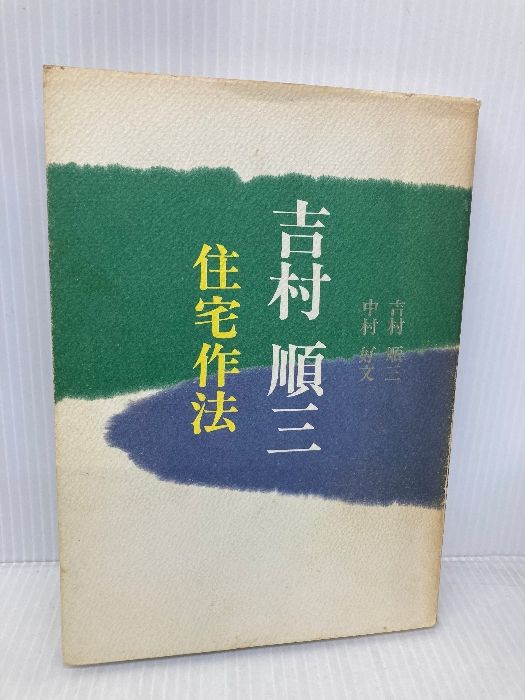 吉村 順三
住宅作法
吉村 順三
中村 好文